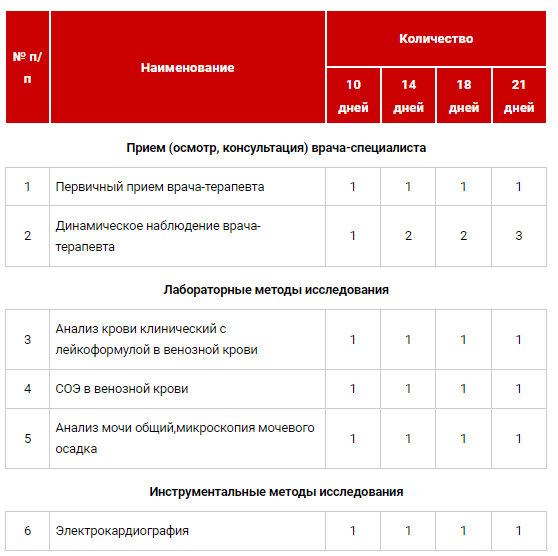 № п/п Наименование Количество
10 дней 14 дней 18 дней 21 дней
Прием (осмотр, консультация) врача-специалиста
1 Первичный прием врача-терапевта 1 1 1 1
2 Динамическое наблюдение врача-
терапевта 1 2 2 3
Лабораторные методы исследования
3 Анализ крови клинический с
лейкоформулой в венозной крови 1 1 1 1
4 СОЭ в венозной крови 1 1 1 1
5 Анализ мочи общий,микроскопия мочевого
осадка 1 1 1 1
Инструментальные методы исследования
6 Электрокардиография 1 1 1 1